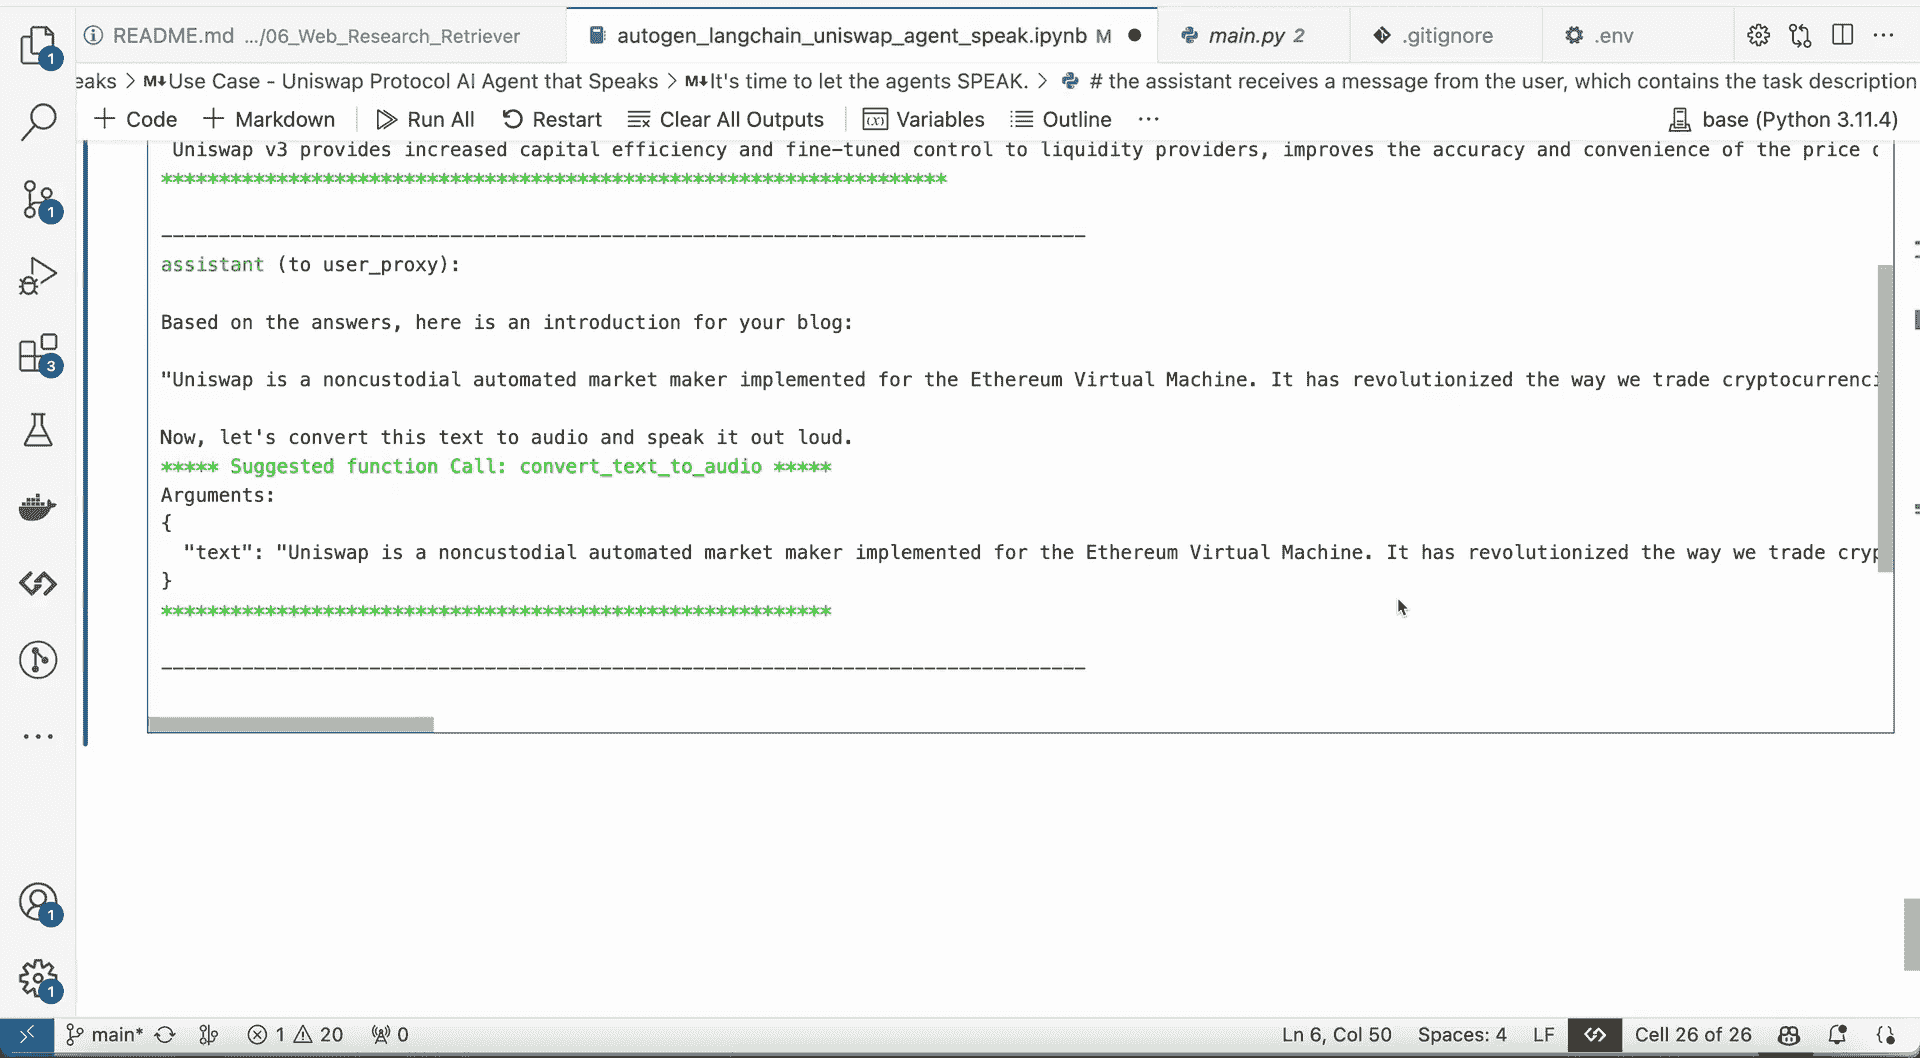 README.md .../06_Web_Research_Retriever
autogen_langchain_uniswap_agent_speak.ipynb M
main.py 2
.gitignore
.env
eaks > M↓Use Case - Uniswap Protocol AI Agent that Speaks > M↓It's time to let the agents SPEAK. > # the assistant receives a message from the user, which contains the task description
+ Code + Markdown Run All Restart Clear All Outputs Variables Outline ... base (Python 3.11.4)
Uniswap v3 provides increased capital efficiency and fine-tuned control to liquidity providers, improves the accuracy and convenience of the price
********************************************************************
--------------------------------------------------------------------------------
assistant (to user_proxy):
Based on the answers, here is an introduction for your blog:
"Uniswap is a noncustodial automated market maker implemented for the Ethereum Virtual Machine. It has revolutionized the way we trade cryptocurrenci
Now, let's convert this text to audio and speak it out loud.
***** Suggested function Call: convert_text_to_audio *****
Arguments:
{
"text": "Uniswap is a noncustodial automated market maker implemented for the Ethereum Virtual Machine. It has revolutionized the way we trade cryp
}
**********************************************************
--------------------------------------------------------------------------------
1
1
3
1
1
main* 1 20 0 Ln 6, Col 50 Spaces: 4 LF Cell 26 of 26